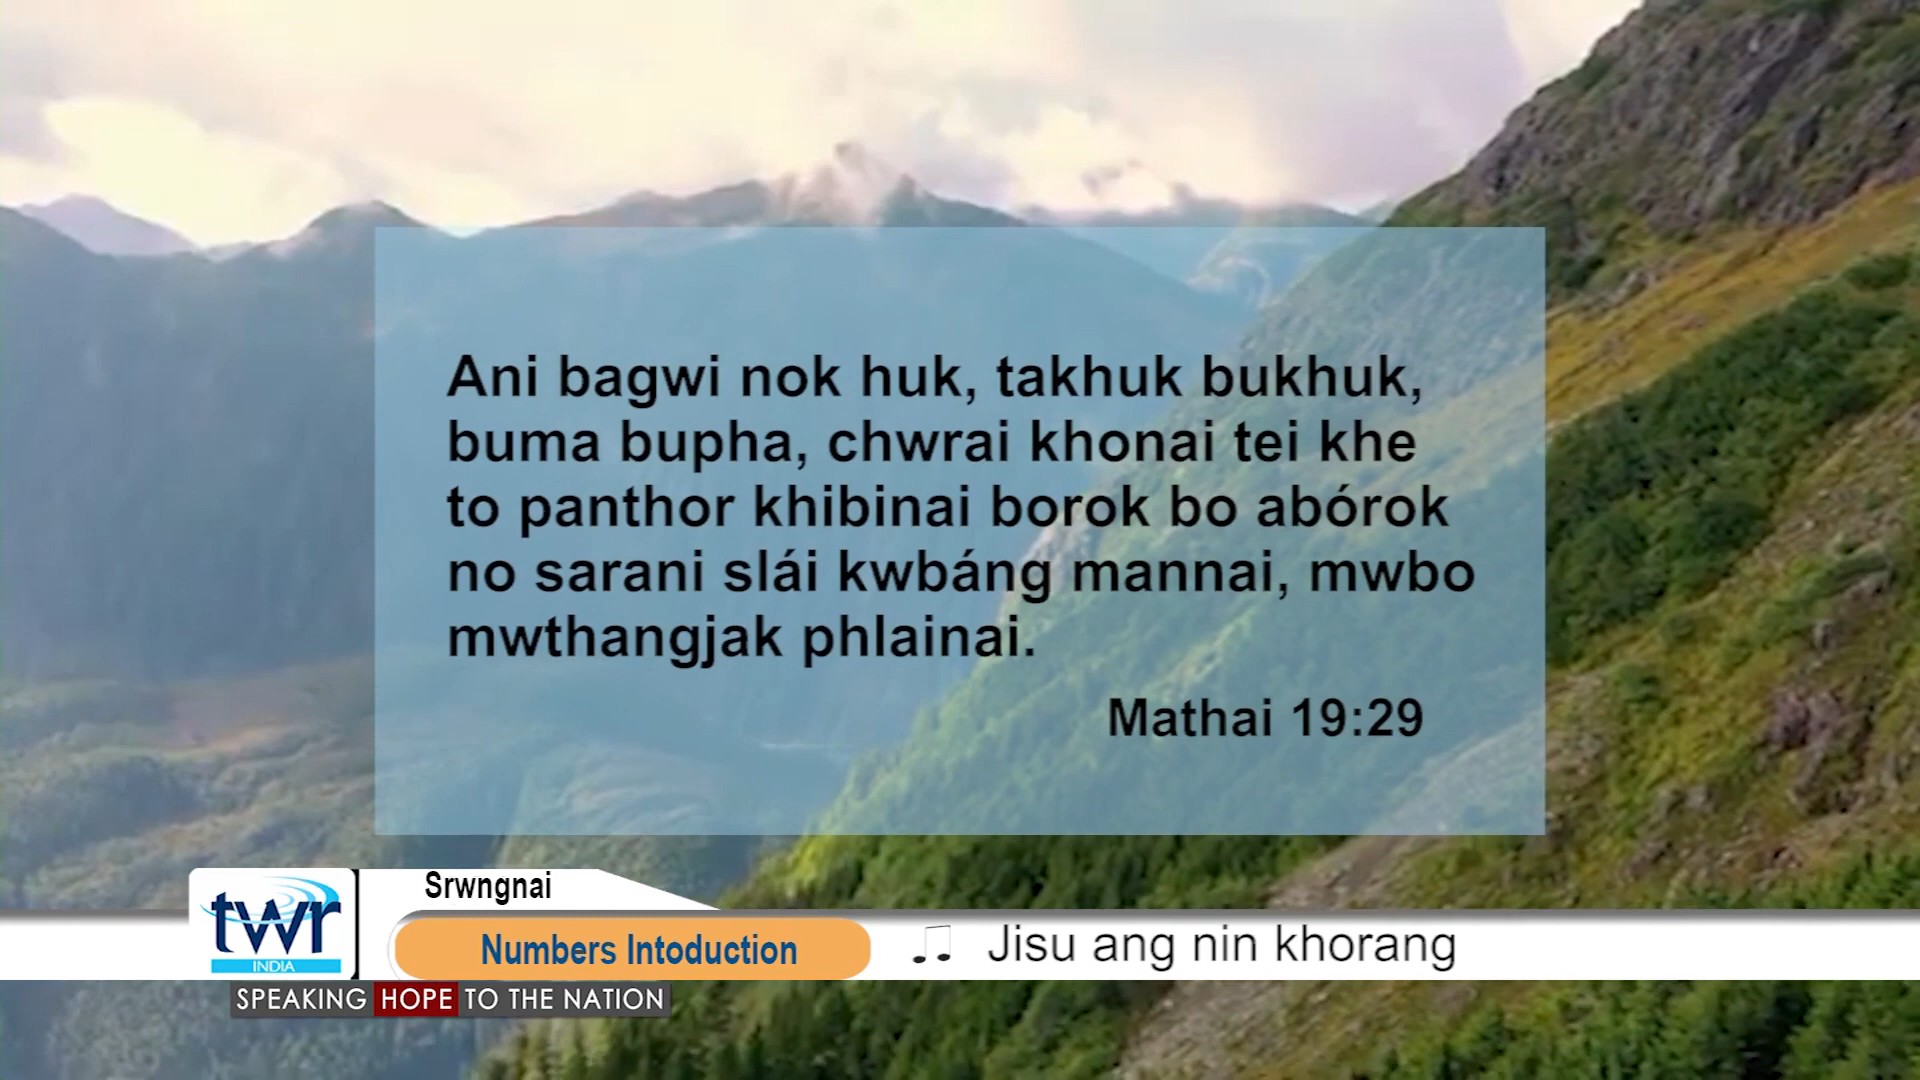 Ani bagwi nok huk, takhuk bukhuk,
buma bupha, chwrai khonai tei khe
to panthor khibinai borok bo abórok
no sarani slái kwbáng mannai, mwbo
mwthangjak phlainai.
Mathai 19:29
Srwngnai
twr
INDIA
Numbers Intoduction
Jisu ang nin khorang
SPEAKING HOPE TO THE NATION